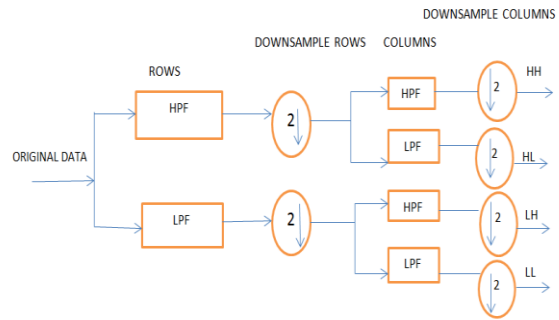 DOWNSAMPLE COLUMNS
DOWNSAMPLE ROWS
COLUMNS
ROWS
HH
HPF
HPF
2
2
LPF
2
HL
ORIGINAL DATA
HPF
LH
LPF
2
2
LPF
2
LL